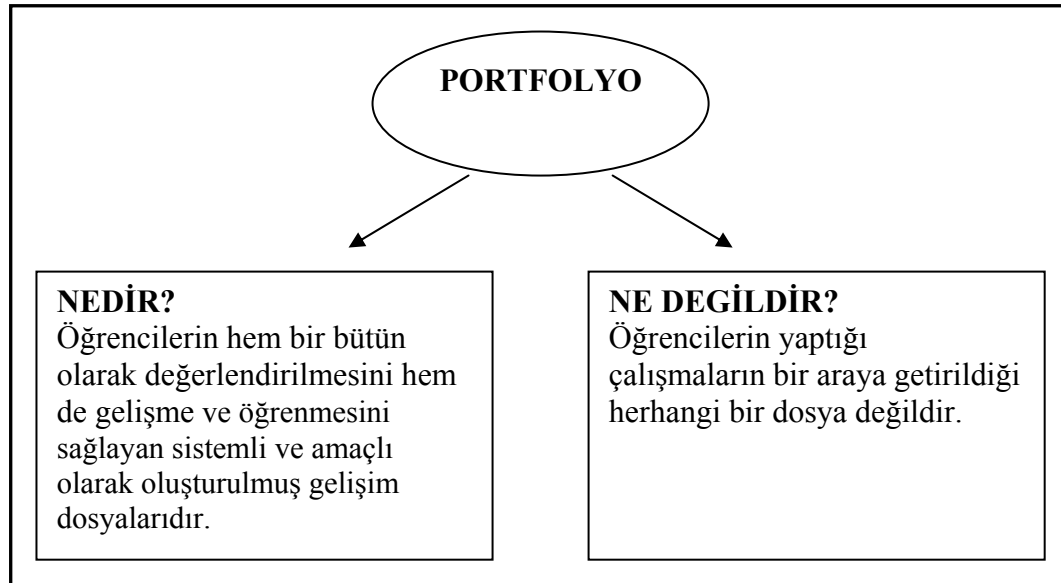 PORTFOLYO
NEDİR?
Öğrencilerin hem bir bütün
olarak değerlendirilmesini hem
de gelişme ve öğrenmesini
sağlayan sistemli ve amaçlı
olarak oluşturulmuş gelişim
dosyalarıdır.
NE DEGİLDİR?
Öğrencilerin yaptığı
çalışmaların bir araya getirildiği
herhangi bir dosya değildir.